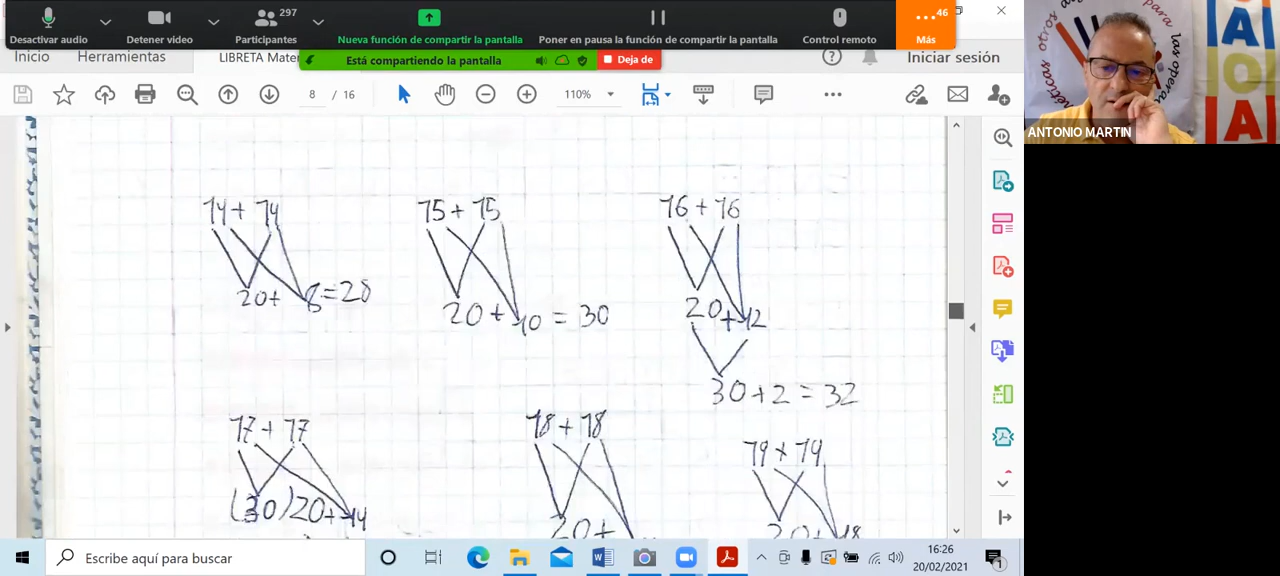 297
46
Desactivar audio
Detener video
Participantes
Nueva función de compartir la pantalla
Poner en pausa la función de compartir la pantalla
Control remoto
Más
Inicio
Herramientas
LIBRETA Mater
Está compartiendo la pantalla
Deja de
Iniciar sesión
8 / 16
110%
ANTONIO MARTIN
14 + 14
20+ 8=28
15 + 15
20 + 10 = 30
16 + 16
20+12
30+2=32
17 + 17
(30)20+14
18 + 18
20+
19 + 19
20+18
Escribe aquí para buscar
16:26
20/02/2021
1